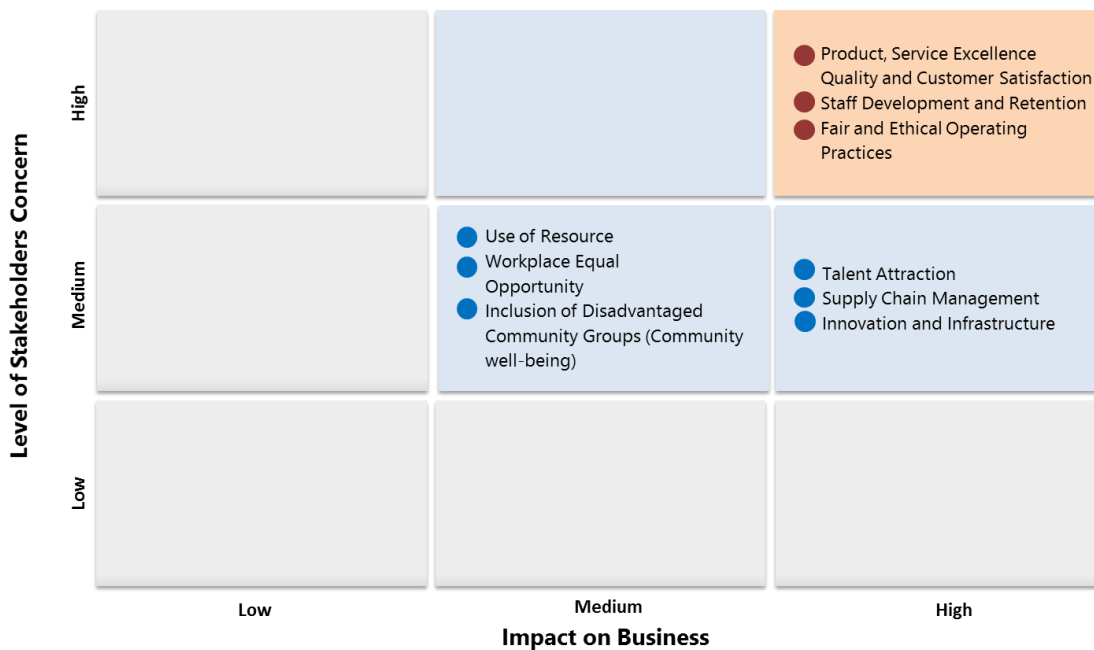 Level of Stakeholders Concern
High
Product, Service Excellence
Quality and Customer Satisfaction
Staff Development and Retention
Fair and Ethical Operating
Practices
Medium
Use of Resource
Workplace Equal
Opportunity
Inclusion of Disadvantaged
Community Groups (Community
well-being)
Talent Attraction
Supply Chain Management
Innovation and Infrastructure
Low
Low
Medium
High
Impact on Business